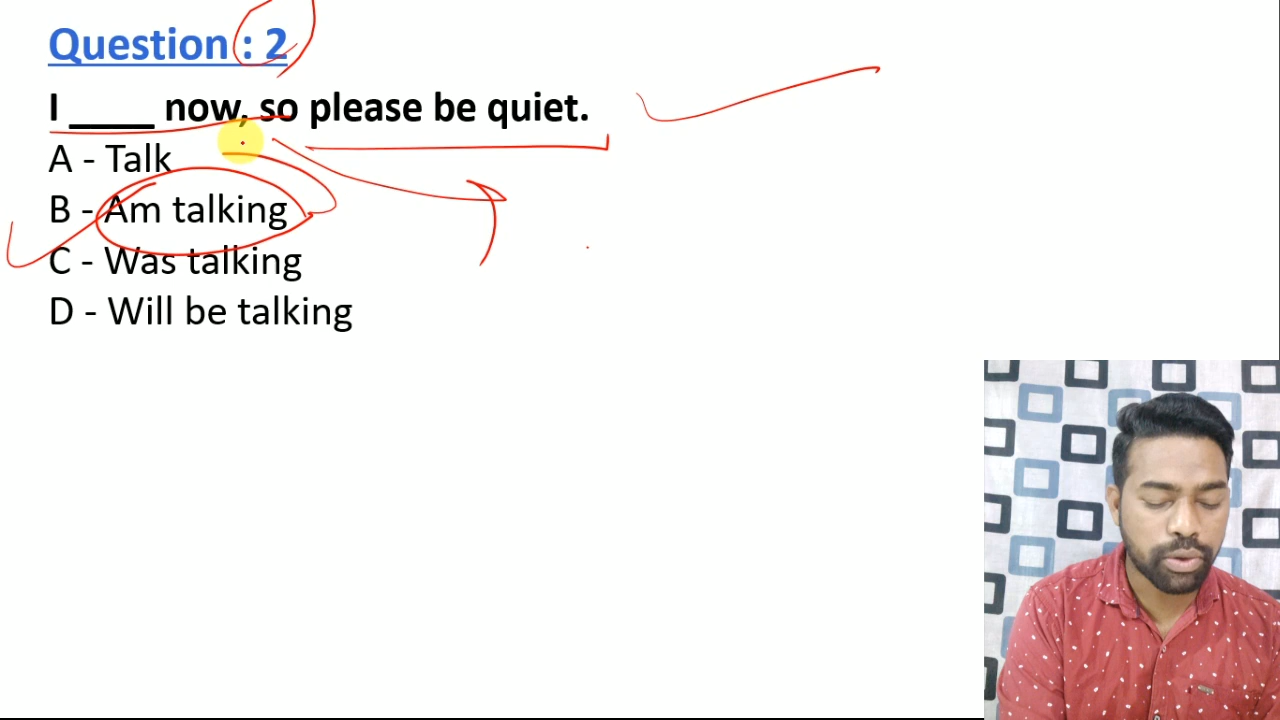 Question : 2
I _____ now, so please be quiet.
A - Talk
B - Am talking
C - Was talking
D - Will be talking